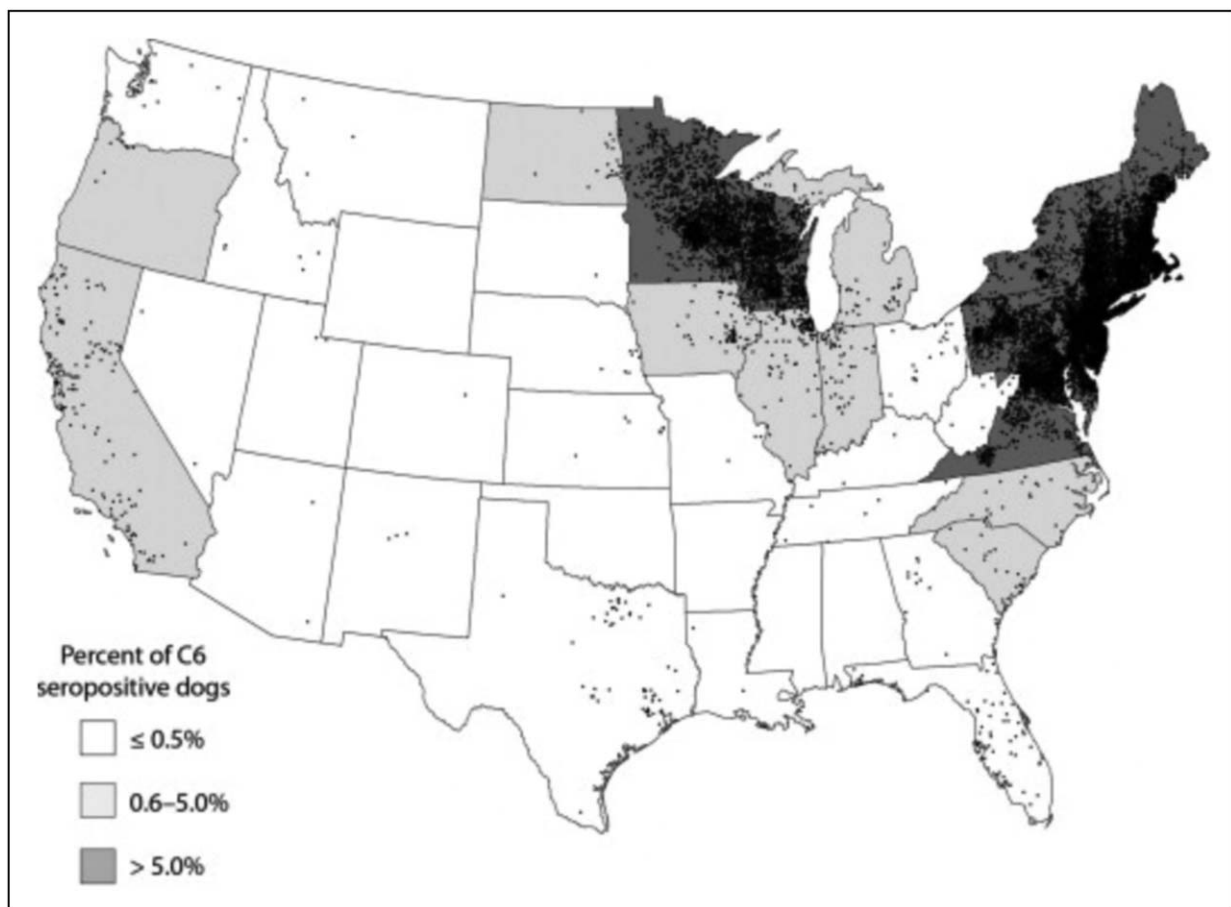 Percent of C6
seropositive dogs
≤ 0.5%
0.6–5.0%
> 5.0%